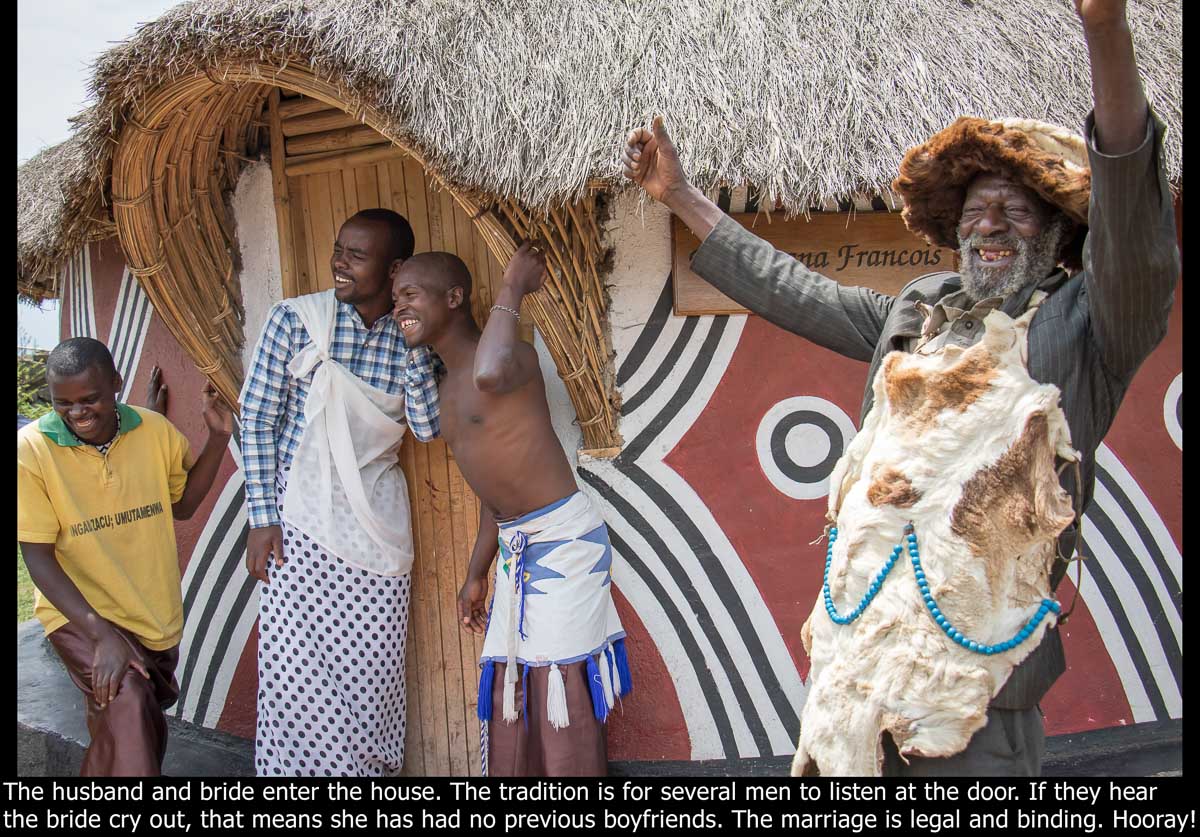 na Francois
INGANZACU; UMUTAMENWA
The husband and bride enter the house. The tradition is for several men to listen at the door. If they hear
the bride cry out, that means she has had no previous boyfriends. The marriage is legal and binding. Hooray!